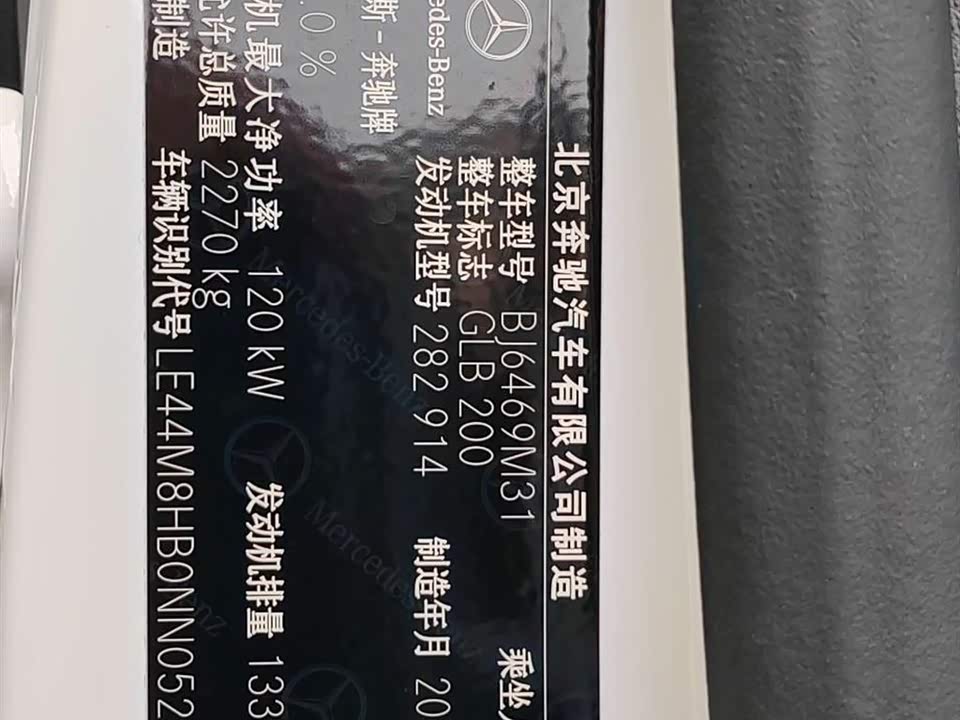 北京奔驰汽车有限公司制造
edes-Benz
斯-奔驰牌
整车型号 BJ6469M31 乘坐
整车标志 GLB 200
发动机型号 282 914 制造年月 20
.0 %
机最大净功率 120 kW 发动机排量 133
允许总质量 2270 kg
制造 车辆识别代号 LE44M8HB0NN052